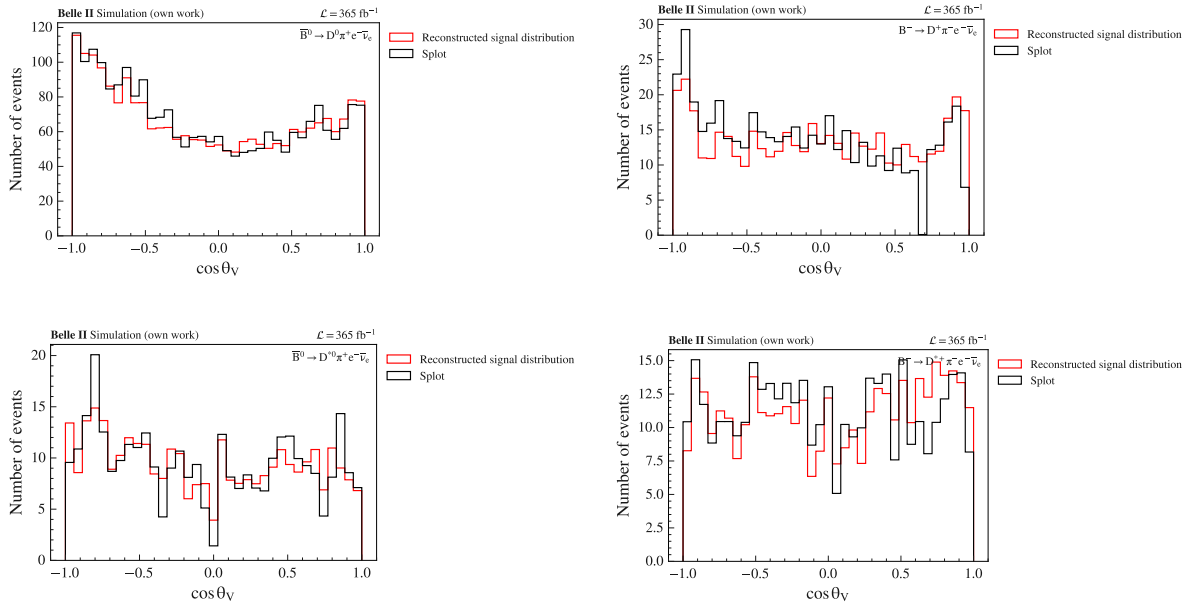 Belle II Simulation (own work) ℒ = 365 fb⁻¹
B̅⁰ → D⁰π⁺e⁻ν̅ₑ
Reconstructed signal distribution
Splot
Number of events
120
100
80
60
40
20
0
−1.0 −0.5 0.0 0.5 1.0
cos θ_V
Belle II Simulation (own work) ℒ = 365 fb⁻¹
B⁻ → D⁺π⁻e⁻ν̅ₑ
Reconstructed signal distribution
Splot
Number of events
30
25
20
15
10
5
0
−1.0 −0.5 0.0 0.5 1.0
cos θ_V
Belle II Simulation (own work) ℒ = 365 fb⁻¹
B̅⁰ → D*⁰π⁺e⁻ν̅ₑ
Reconstructed signal distribution
Splot
Number of events
20
15
10
5
0
−1.0 −0.5 0.0 0.5 1.0
cos θ_V
Belle II Simulation (own work) ℒ = 365 fb⁻¹
B⁻ → D*⁺π⁻e⁻ν̅ₑ
Reconstructed signal distribution
Splot
Number of events
15.0
12.5
10.0
7.5
5.0
2.5
0.0
−1.0 −0.5 0.0 0.5 1.0
cos θ_V